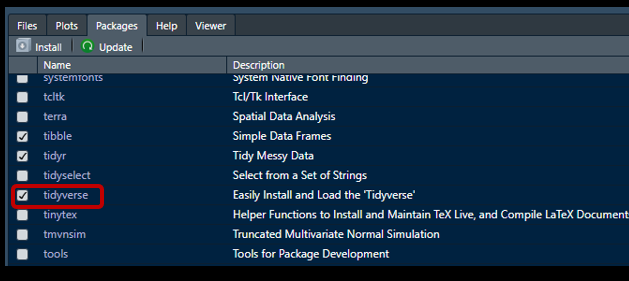 Files Plots Packages Help Viewer
Install Update
Name Description
systemfonts System Native Font Finding
tcltk Tcl/Tk Interface
terra Spatial Data Analysis
tibble Simple Data Frames
tidyr Tidy Messy Data
tidyselect Select from a Set of Strings
tidyverse Easily Install and Load the 'Tidyverse'
tinytex Helper Functions to Install and Maintain TeX Live, and Compile LaTeX Document
tmvnsim Truncated Multivariate Normal Simulation
tools Tools for Package Development